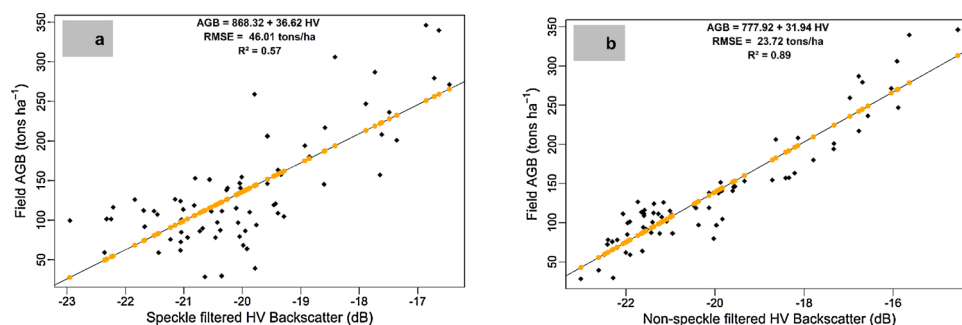 a
AGB = 868.32 + 36.62 HV
RMSE = 46.01 tons/ha
R² = 0.57
Field AGB (tons ha⁻¹)
350
300
250
200
150
100
50
-23
-22
-21
-20
-19
-18
-17
Speckle filtered HV Backscatter (dB)
b
AGB = 777.92 + 31.94 HV
RMSE = 23.72 tons/ha
R² = 0.89
Field AGB (tons ha⁻¹)
350
300
250
200
150
100
50
-22
-20
-18
-16
Non-speckle filtered HV Backscatter (dB)